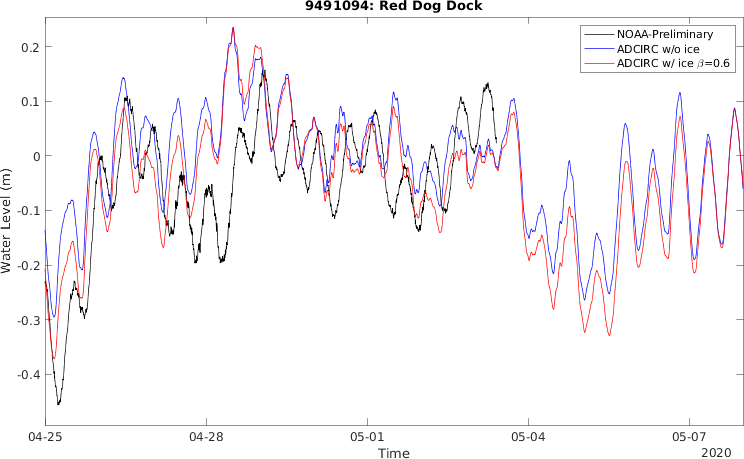 9491094: Red Dog Dock
NOAA-Preliminary
ADCIRC w/o ice
ADCIRC w/ ice β=0.6
0.2
0.1
0
-0.1
-0.2
-0.3
-0.4
Water Level (m)
04-25
04-28
05-01
05-04
05-07
Time
2020